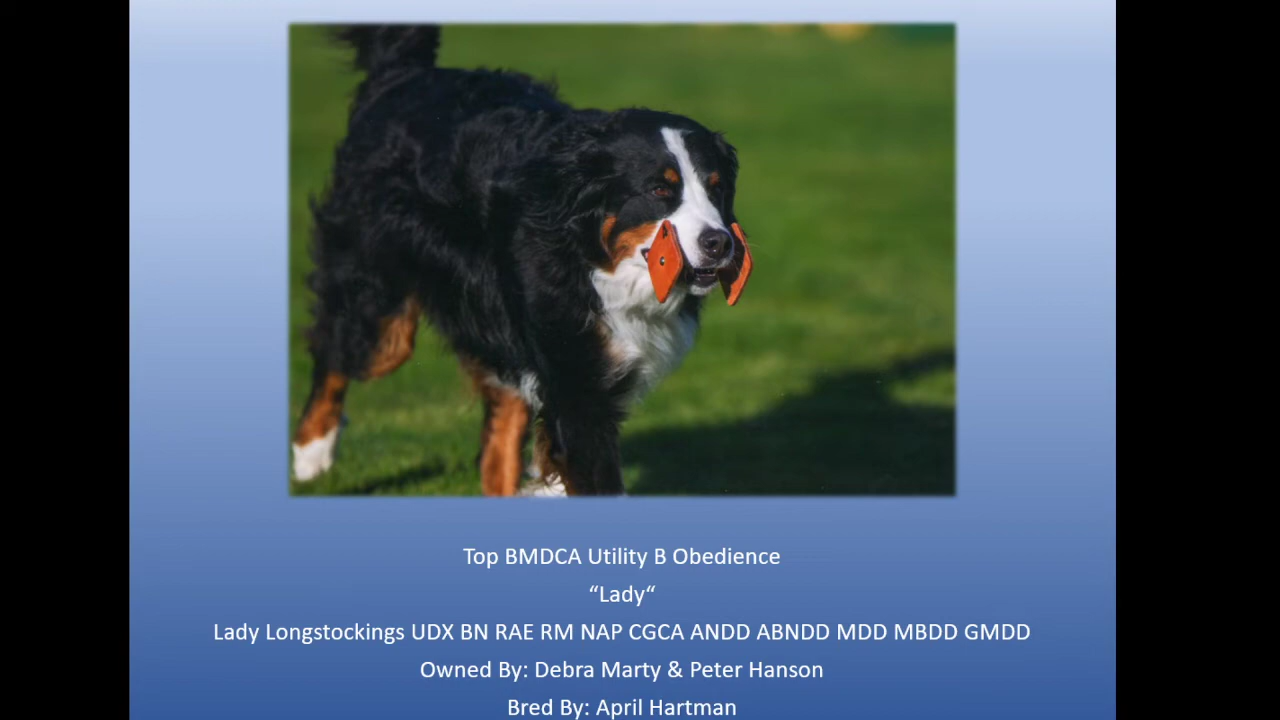 Top BMDCA Utility B Obedience
“Lady“
Lady Longstockings UDX BN RAE RM NAP CGCA ANDD ABNDD MDD MBDD GMDD
Owned By: Debra Marty & Peter Hanson
Bred By: April Hartman